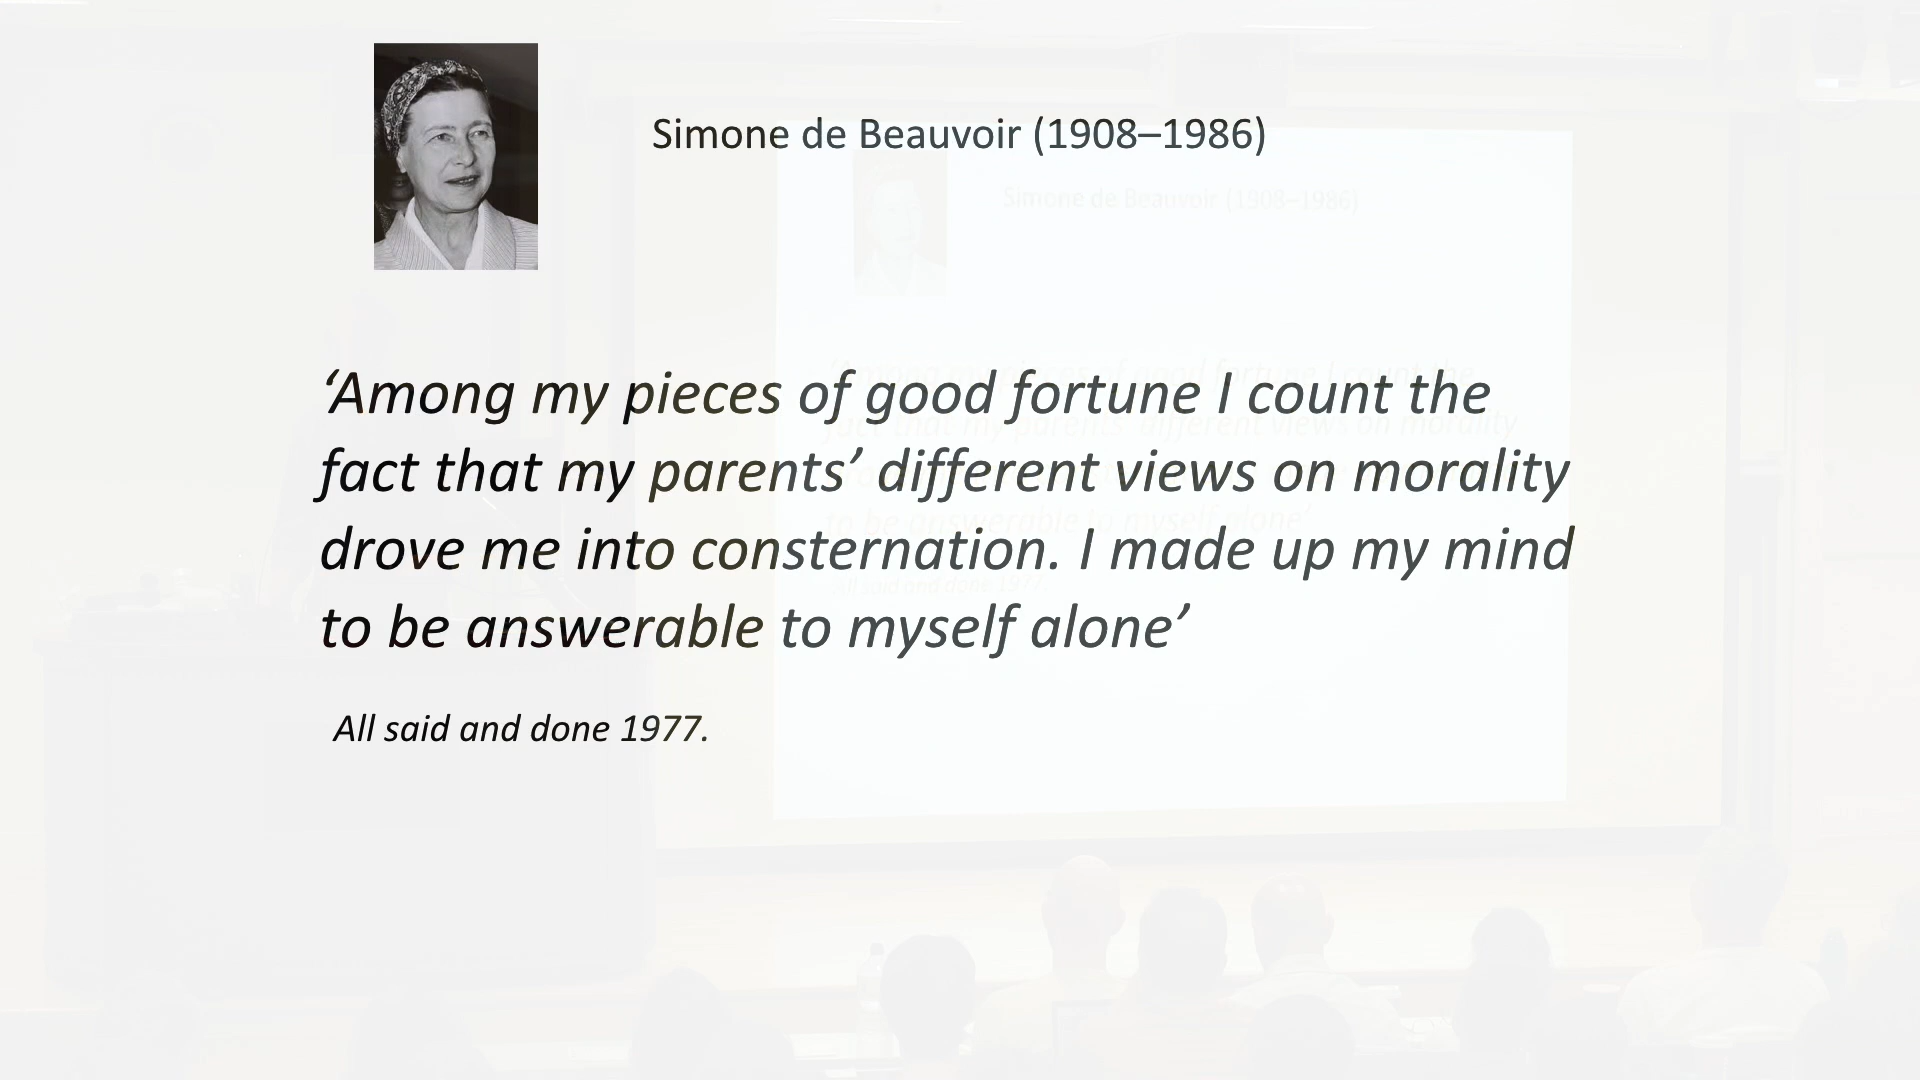 Simone de Beauvoir (1908–1986)
‘Among my pieces of good fortune I count the
fact that my parents’ different views on morality
drove me into consternation. I made up my mind
to be answerable to myself alone’
All said and done 1977.